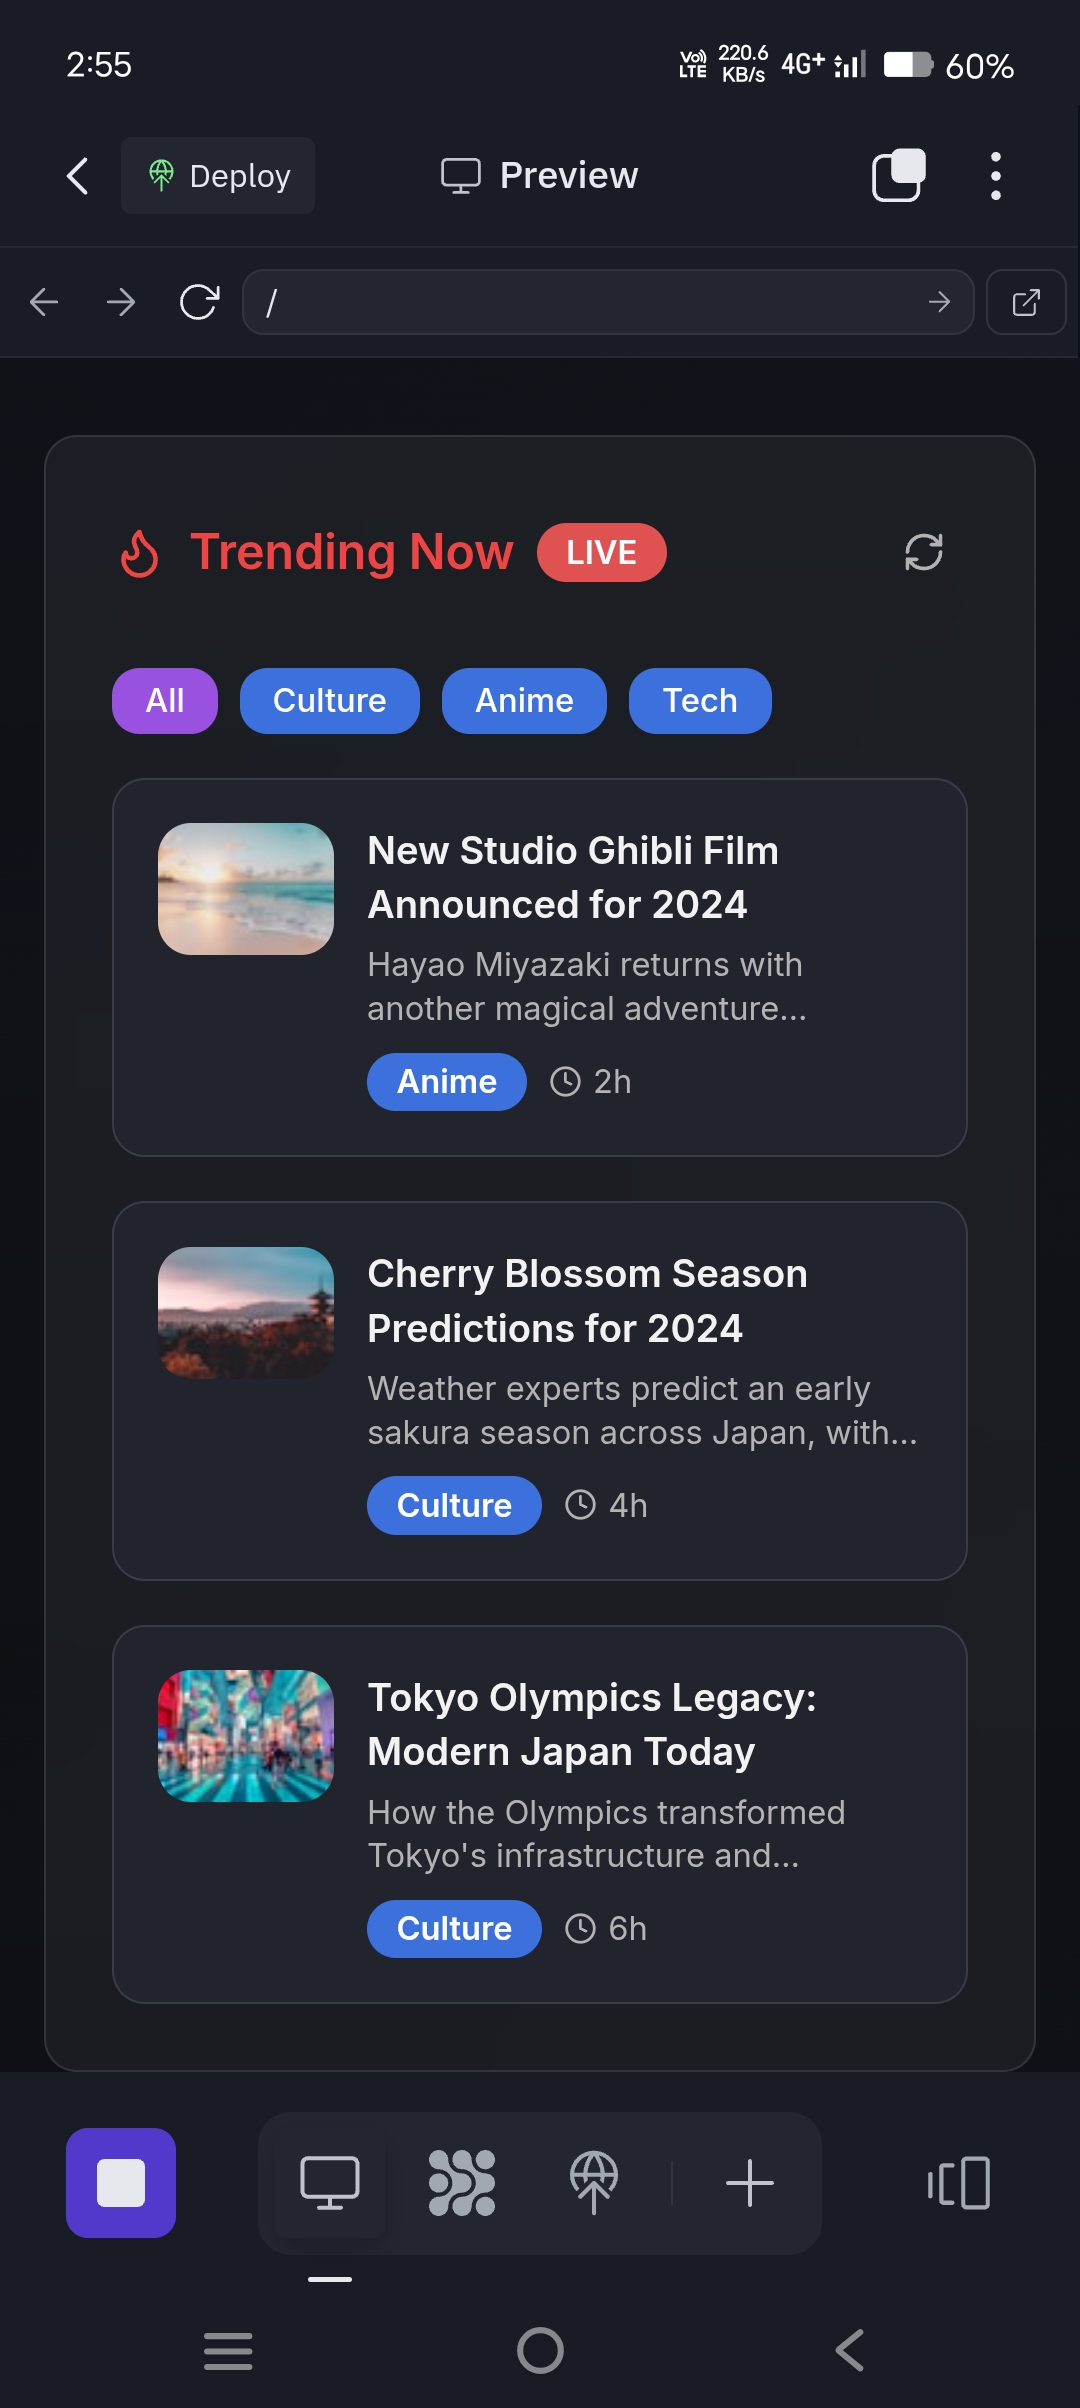 2:55
Vo)) LTE
220.6 KB/s
4G+
60%
Deploy
Preview
/
Trending Now
LIVE
All
Culture
Anime
Tech
New Studio Ghibli Film
Announced for 2024
Hayao Miyazaki returns with
another magical adventure...
Anime
2h
Cherry Blossom Season
Predictions for 2024
Weather experts predict an early
sakura season across Japan, with...
Culture
4h
Tokyo Olympics Legacy:
Modern Japan Today
How the Olympics transformed
Tokyo's infrastructure and...
Culture
6h